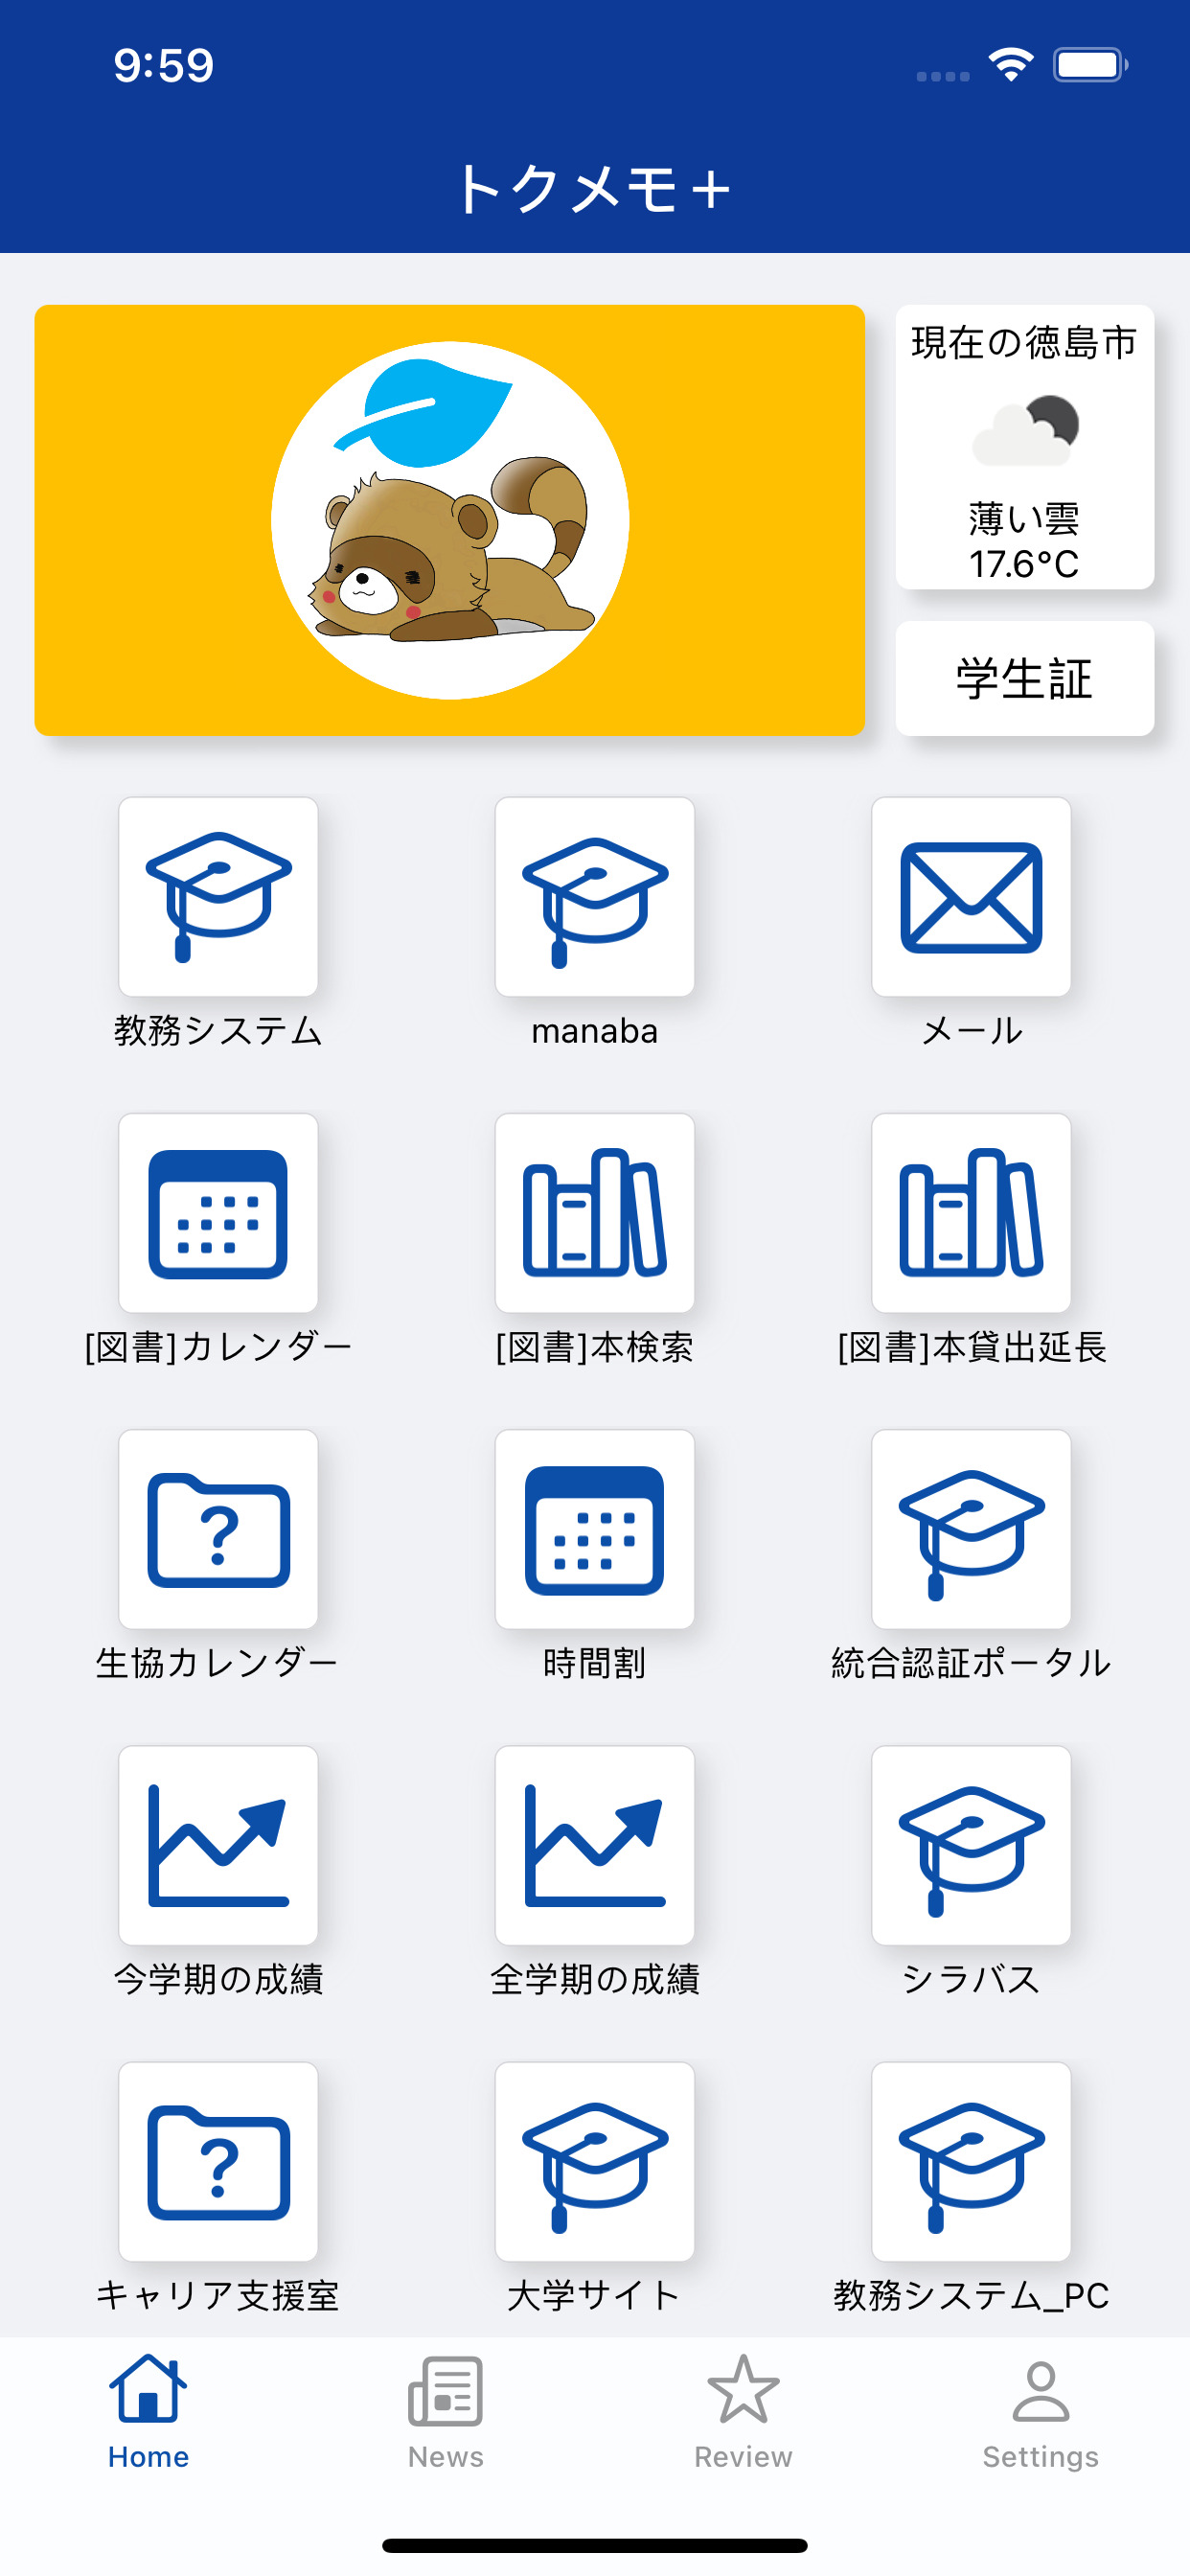 9:59
トクメモ＋
現在の徳島市
薄い雲
17.6°C
学生証
教務システム
manaba
メール
[図書]カレンダー
[図書]本検索
[図書]本貸出延長
生協カレンダー
時間割
統合認証ポータル
今学期の成績
全学期の成績
シラバス
キャリア支援室
大学サイト
教務システム_PC
Home
News
Review
Settings